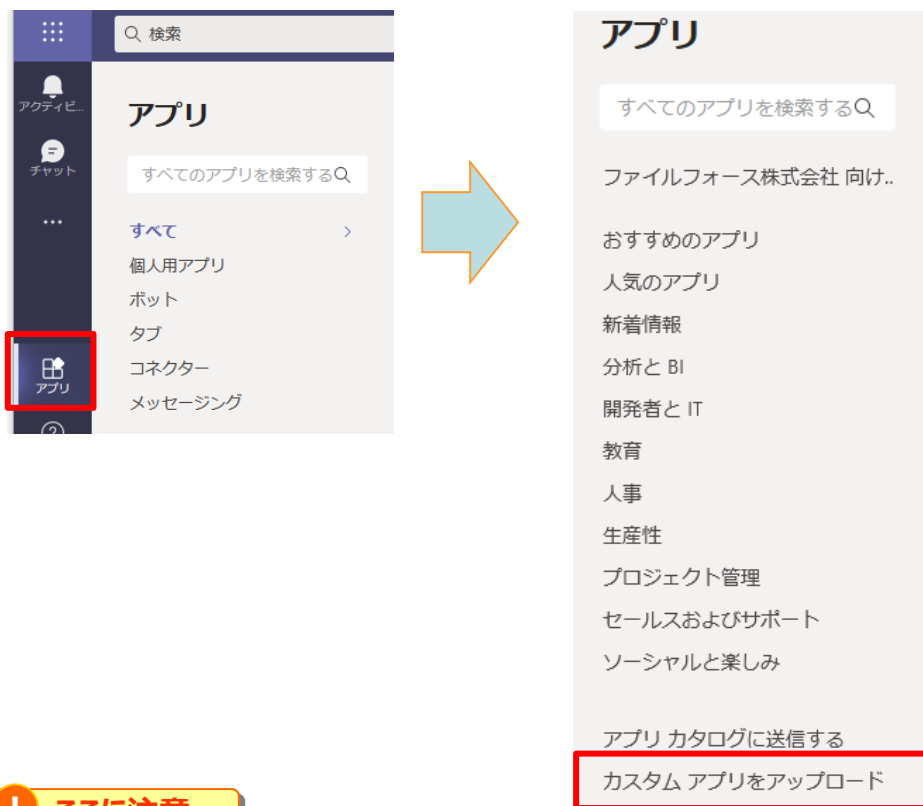 検索
アクティビ...
チャット
アプリ
すべてのアプリを検索する
すべて
個人用アプリ
ボット
タブ
コネクター
メッセージング
アプリ
アプリ
すべてのアプリを検索する
ファイルフォース株式会社 向け..
おすすめのアプリ
人気のアプリ
新着情報
分析と BI
開発者と IT
教育
人事
生産性
プロジェクト管理
セールスおよびサポート
ソーシャルと楽しみ
アプリ カタログに送信する
カスタム アプリをアップロード
ここに注意